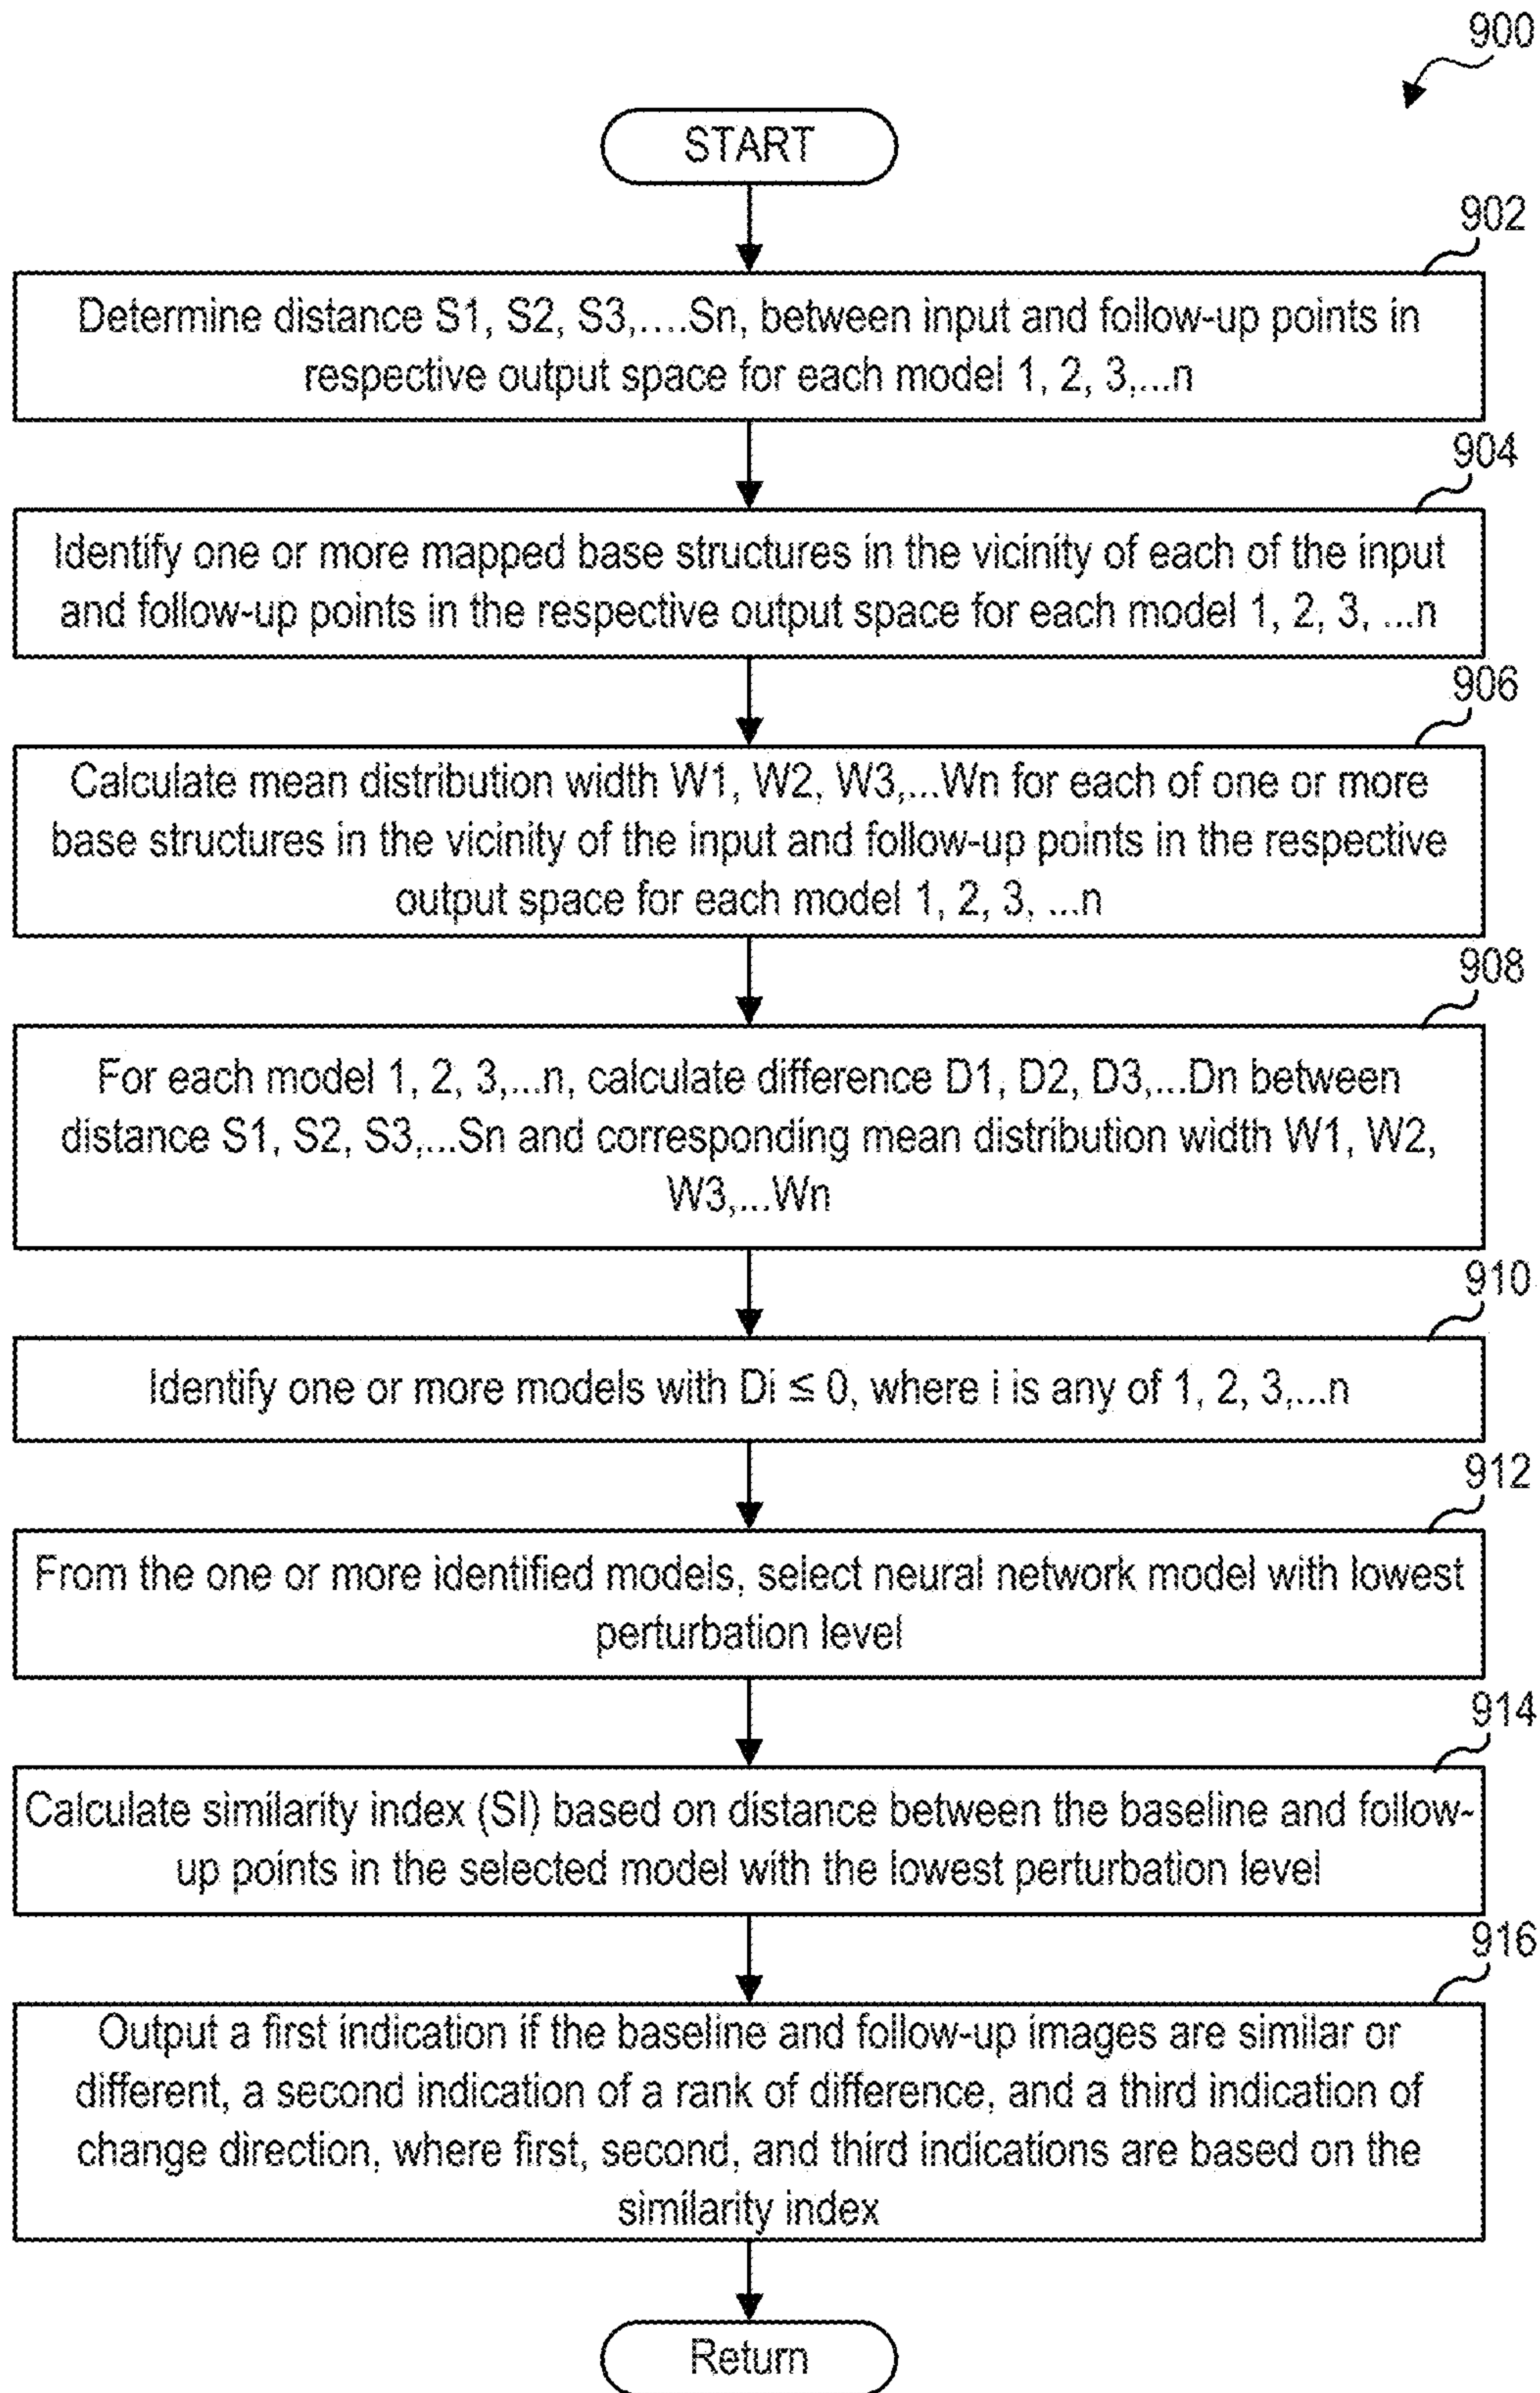 900
START
902
Determine distance S1, S2, S3,....Sn, between input and follow-up points in
respective output space for each model 1, 2, 3,...n
904
Identify one or more mapped base structures in the vicinity of each of the input
and follow-up points in the respective output space for each model 1, 2, 3, ...n
906
Calculate mean distribution width W1, W2, W3,...Wn for each of one or more
base structures in the vicinity of the input and follow-up points in the respective
output space for each model 1, 2, 3, ...n
908
For each model 1, 2, 3,...n, calculate difference D1, D2, D3,...Dn between
distance S1, S2, S3,...Sn and corresponding mean distribution width W1, W2,
W3,...Wn
910
Identify one or more models with Di ≤ 0, where i is any of 1, 2, 3,...n
912
From the one or more identified models, select neural network model with lowest
perturbation level
914
Calculate similarity index (SI) based on distance between the baseline and follow-
up points in the selected model with the lowest perturbation level
916
Output a first indication if the baseline and follow-up images are similar or
different, a second indication of a rank of difference, and a third indication of
change direction, where first, second, and third indications are based on the
similarity index
Return